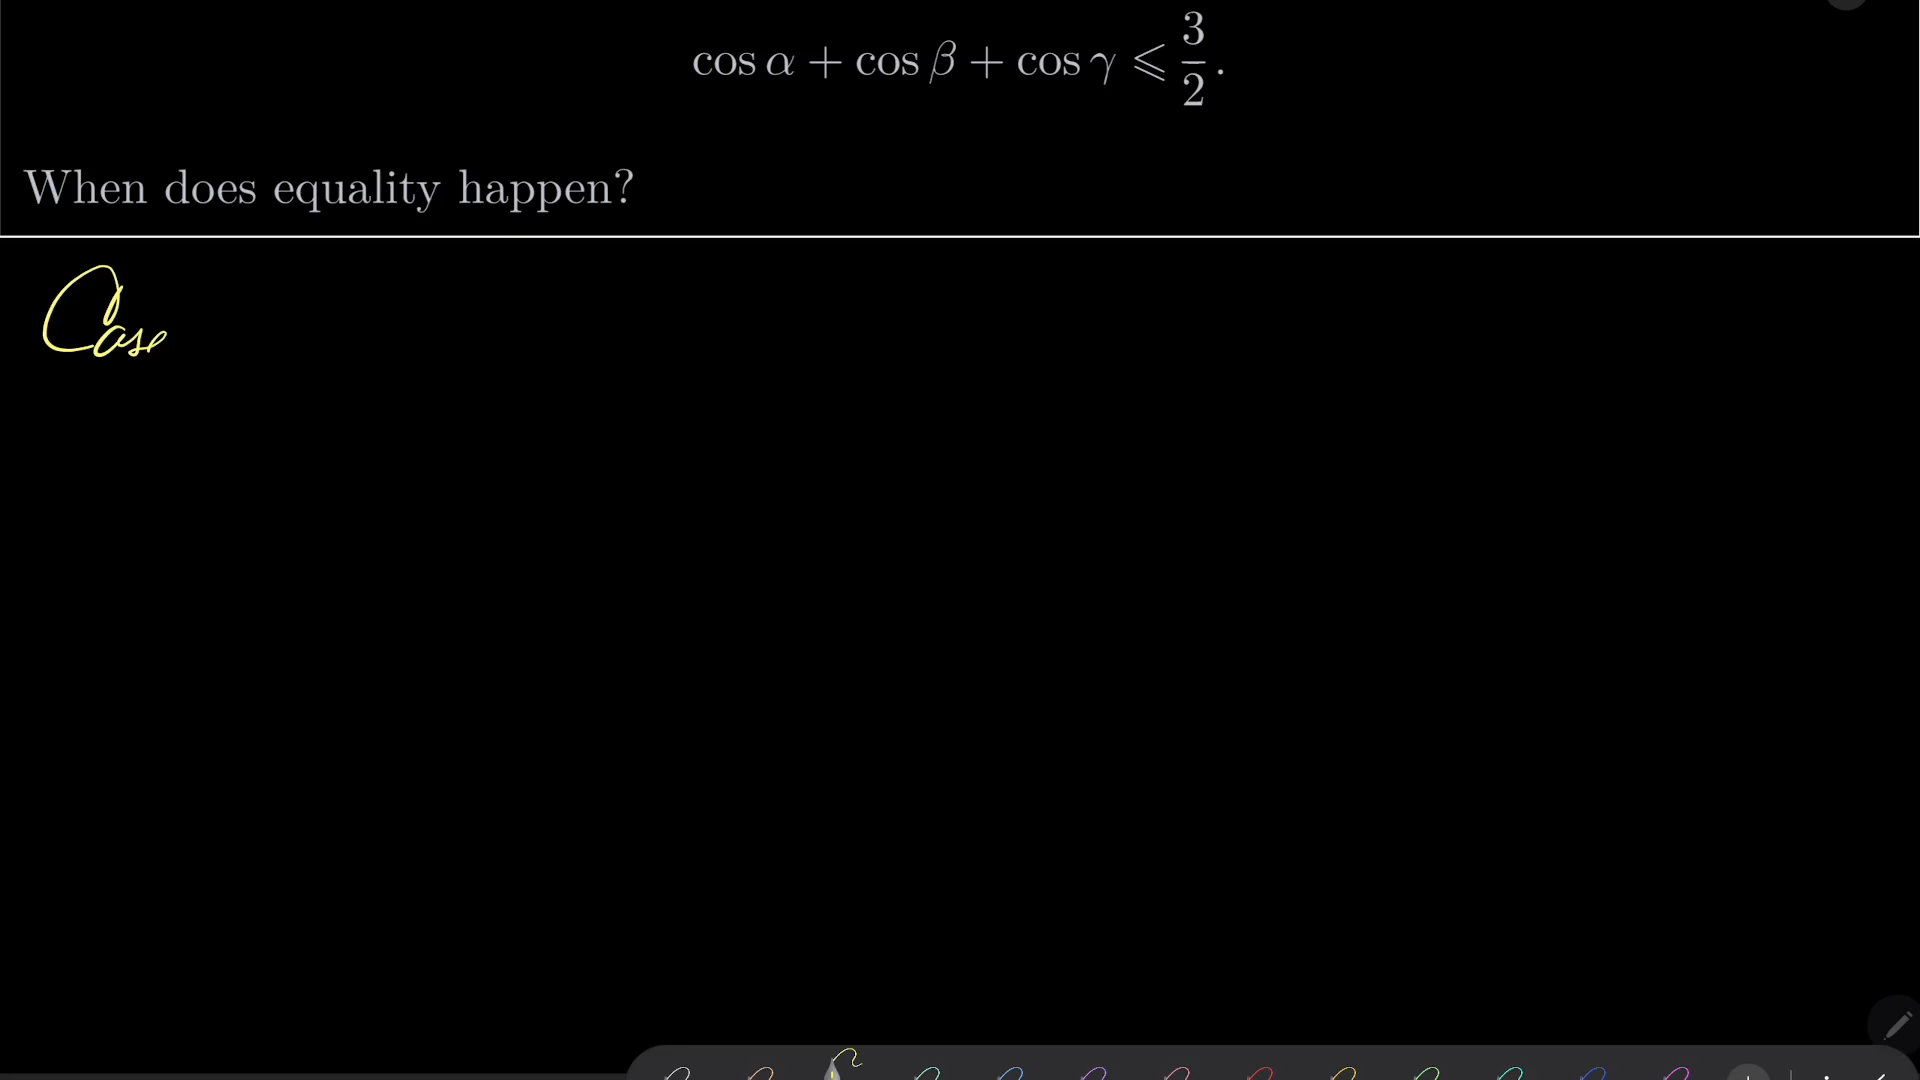 cos α + cos β + cos γ ⩽ 3/2.
When does equality happen?
Case